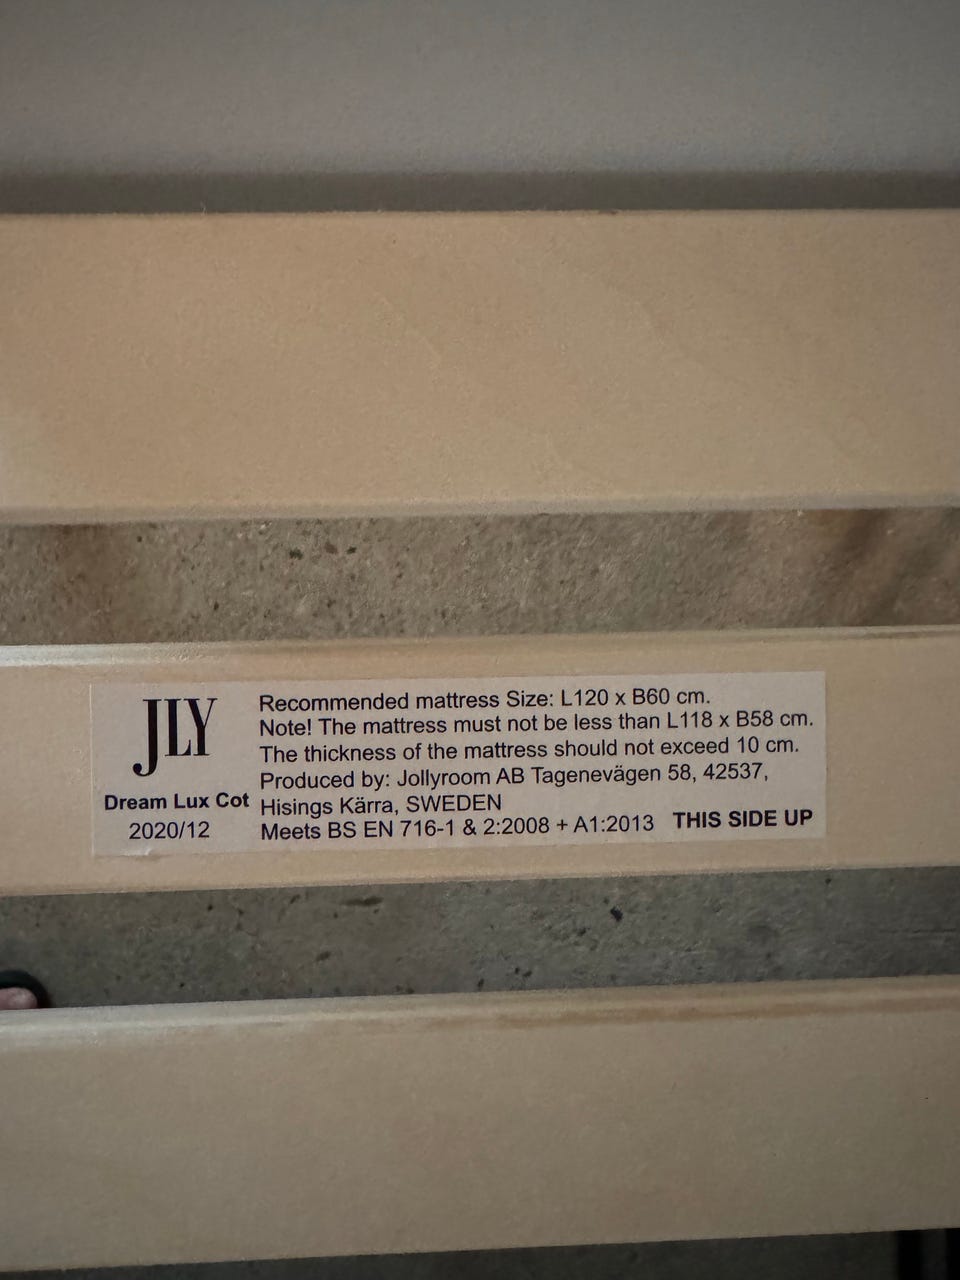 JLY
Dream Lux Cot
2020/12
Recommended mattress Size: L120 x B60 cm.
Note! The mattress must not be less than L118 x B58 cm.
The thickness of the mattress should not exceed 10 cm.
Produced by: Jollyroom AB Tagenevägen 58, 42537,
Hisings Kärra, SWEDEN
Meets BS EN 716-1 & 2:2008 + A1:2013
THIS SIDE UP